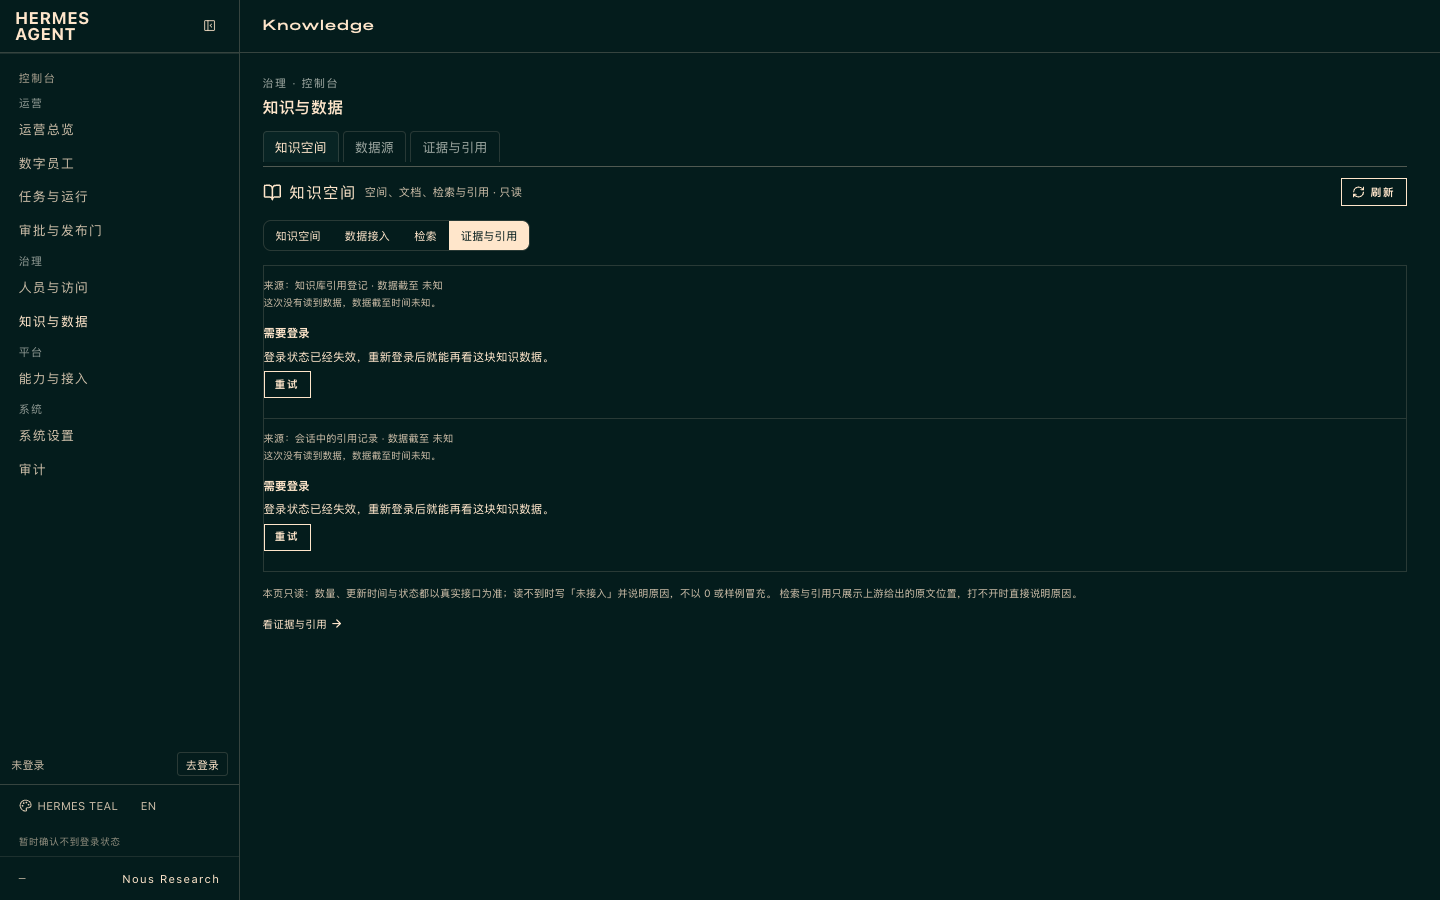 HERMES
AGENT
Knowledge
控制台
运营
运营总览
数字员工
任务与运行
审批与发布门
治理
人员与访问
知识与数据
平台
能力与接入
系统
系统设置
审计
未登录
去登录
HERMES TEAL
EN
暂时确认不到登录状态
—
Nous Research
治理 · 控制台
知识与数据
知识空间
数据源
证据与引用
知识空间 空间、文档、检索与引用 · 只读
刷新
知识空间
数据接入
检索
证据与引用
来源：知识库引用登记 · 数据截至 未知
这次没有读到数据，数据截至时间未知。
需要登录
登录状态已经失效，重新登录后就能再看这块知识数据。
重试
来源：会话中的引用记录 · 数据截至 未知
这次没有读到数据，数据截至时间未知。
需要登录
登录状态已经失效，重新登录后就能再看这块知识数据。
重试
本页只读：数量、更新时间与状态都以真实接口为准；读不到时写「未接入」并说明原因，不以 0 或样例冒充。 检索与引用只展示上游给出的原文位置，打不开时直接说明原因。
看证据与引用 →